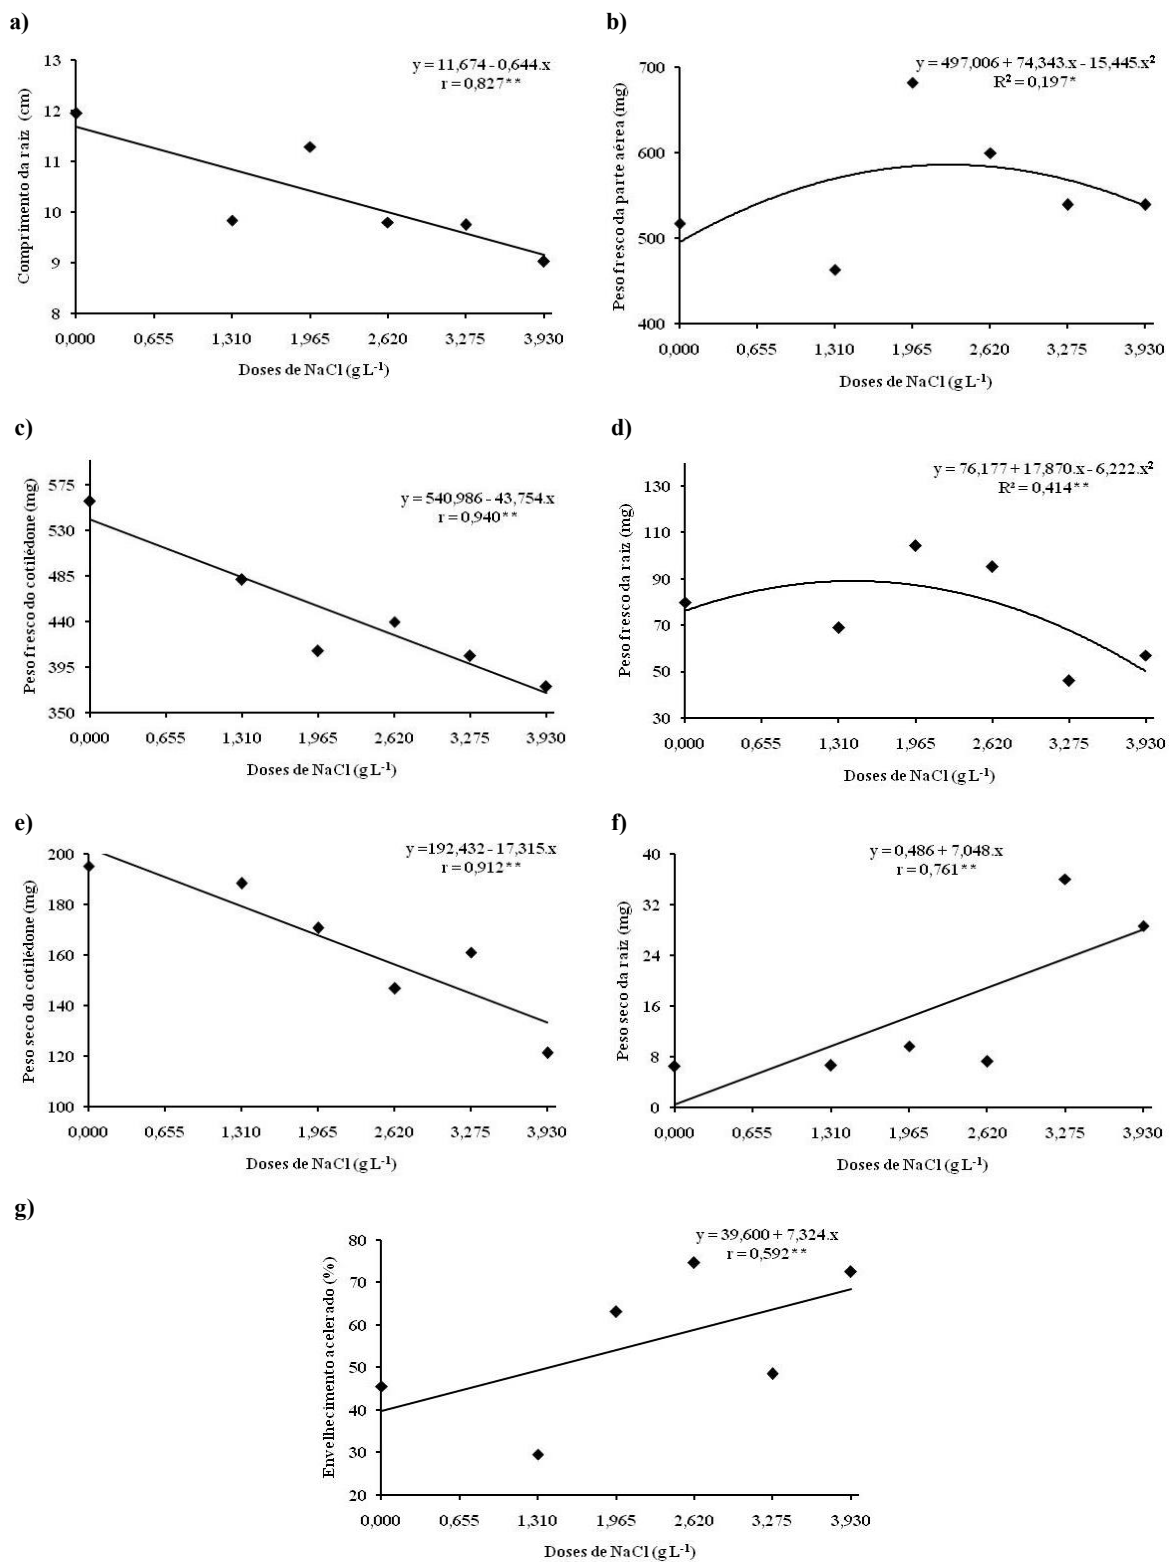 a)
y = 11,674 - 0,644.x
r = 0,827**
Comprimento da raiz (cm)
13
12
11
10
9
8
0,000 0,655 1,310 1,965 2,620 3,275 3,930
Doses de NaCl (g L⁻¹)
b)
y = 497,006 + 74,343.x - 15,445.x²
R² = 0,197*
Peso fresco da parte aérea (mg)
700
600
500
400
0,000 0,655 1,310 1,965 2,620 3,275 3,930
Doses de NaCl (g L⁻¹)
c)
y = 540,986 - 43,754.x
r = 0,940**
Peso fresco do cotilédone (mg)
575
530
485
440
395
350
0,000 0,655 1,310 1,965 2,620 3,275 3,930
Doses de NaCl (g L⁻¹)
d)
y = 76,177 + 17,870.x - 6,222.x²
R² = 0,414**
Peso fresco da raiz (mg)
130
110
90
70
50
30
0,000 0,655 1,310 1,965 2,620 3,275 3,930
Doses de NaCl (g L⁻¹)
e)
y =192,432 - 17,315.x
r = 0,912**
Peso seco do cotilédone (mg)
200
180
160
140
120
100
0,000 0,655 1,310 1,965 2,620 3,275 3,930
Doses de NaCl (g L⁻¹)
f)
y = 0,486 + 7,048.x
r = 0,761**
Peso seco da raiz (mg)
40
32
24
16
8
0
0,000 0,655 1,310 1,965 2,620 3,275 3,930
Doses de NaCl (g L⁻¹)
g)
y = 39,600 + 7,324.x
r = 0,592**
Envelhecimento acelerado (%)
80
70
60
50
40
30
20
0,000 0,655 1,310 1,965 2,620 3,275 3,930
Doses de NaCl (g L⁻¹)